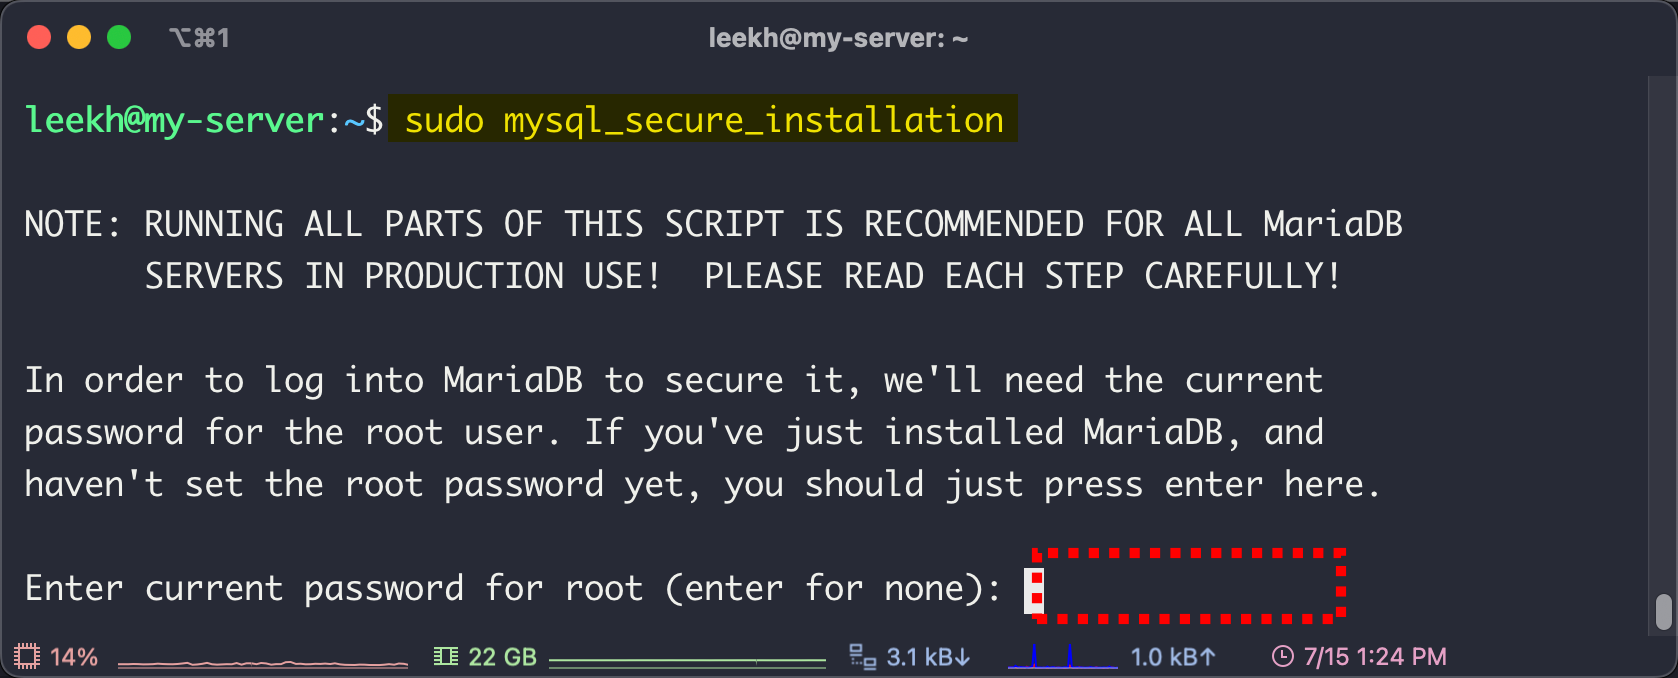 ⌥⌘1
leekh@my-server: ~
leekh@my-server:~$ sudo mysql_secure_installation
NOTE: RUNNING ALL PARTS OF THIS SCRIPT IS RECOMMENDED FOR ALL MariaDB
SERVERS IN PRODUCTION USE!  PLEASE READ EACH STEP CAREFULLY!
In order to log into MariaDB to secure it, we'll need the current
password for the root user. If you've just installed MariaDB, and
haven't set the root password yet, you should just press enter here.
Enter current password for root (enter for none):
14% 22 GB 3.1 kB↓ 1.0 kB↑ 7/15 1:24 PM